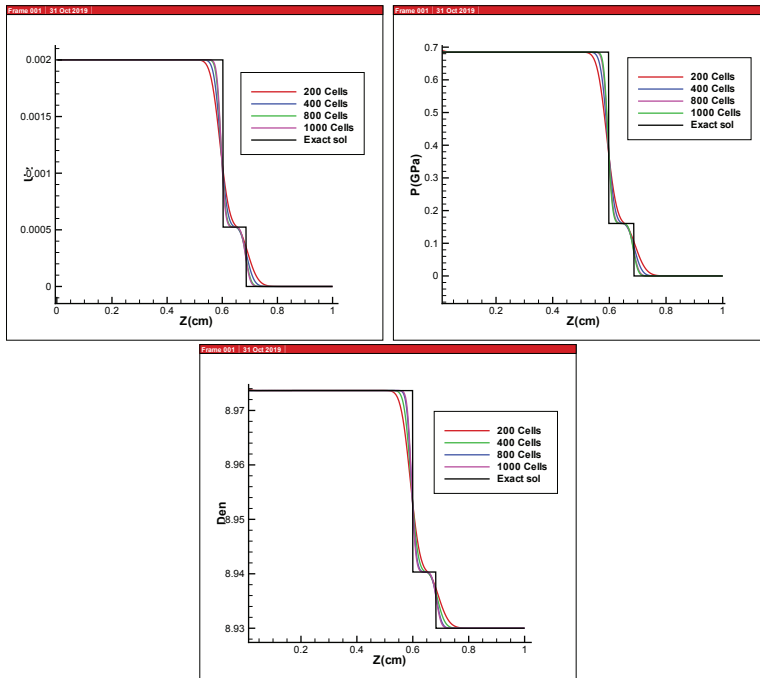 Frame 001 | 31 Oct 2019
0.002
0.0015
0.001
0.0005
0
0
0.2
0.4
0.6
0.8
1
Z(cm)
200 Cells
400 Cells
800 Cells
1000 Cells
Exact sol
Frame 001 | 31 Oct 2019
P(GPa)
0.7
0.6
0.5
0.4
0.3
0.2
0.1
0
0.2
0.4
0.6
0.8
1
Z(cm)
200 Cells
400 Cells
800 Cells
1000 Cells
Exact sol
Frame 001 | 31 Oct 2019
Den
8.97
8.96
8.95
8.94
8.93
0.2
0.4
0.6
0.8
1
Z(cm)
200 Cells
400 Cells
800 Cells
1000 Cells
Exact sol